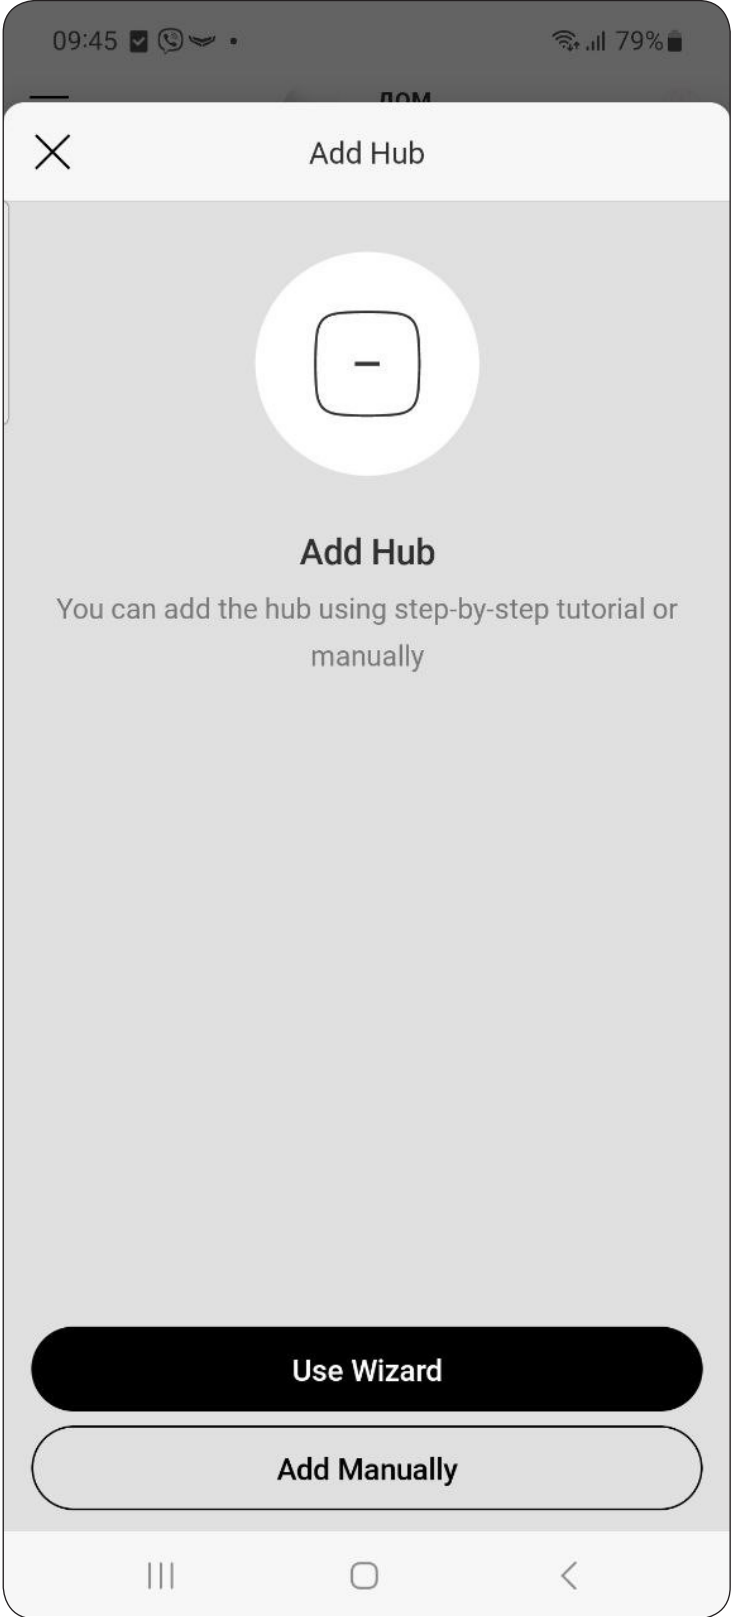 09:45
79%
дом
Add Hub
Add Hub
You can add the hub using step-by-step tutorial or
manually
Use Wizard
Add Manually